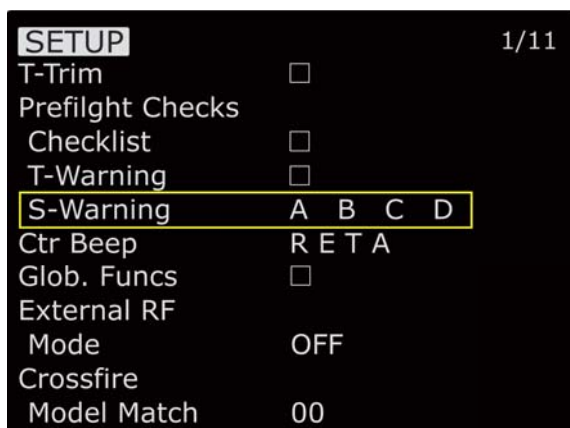 SETUP 1/11
T-Trim
Prefilght Checks
Checklist
T-Warning
S-Warning A B C D
Ctr Beep R E T A
Glob. Funcs
External RF
Mode OFF
Crossfire
Model Match 00